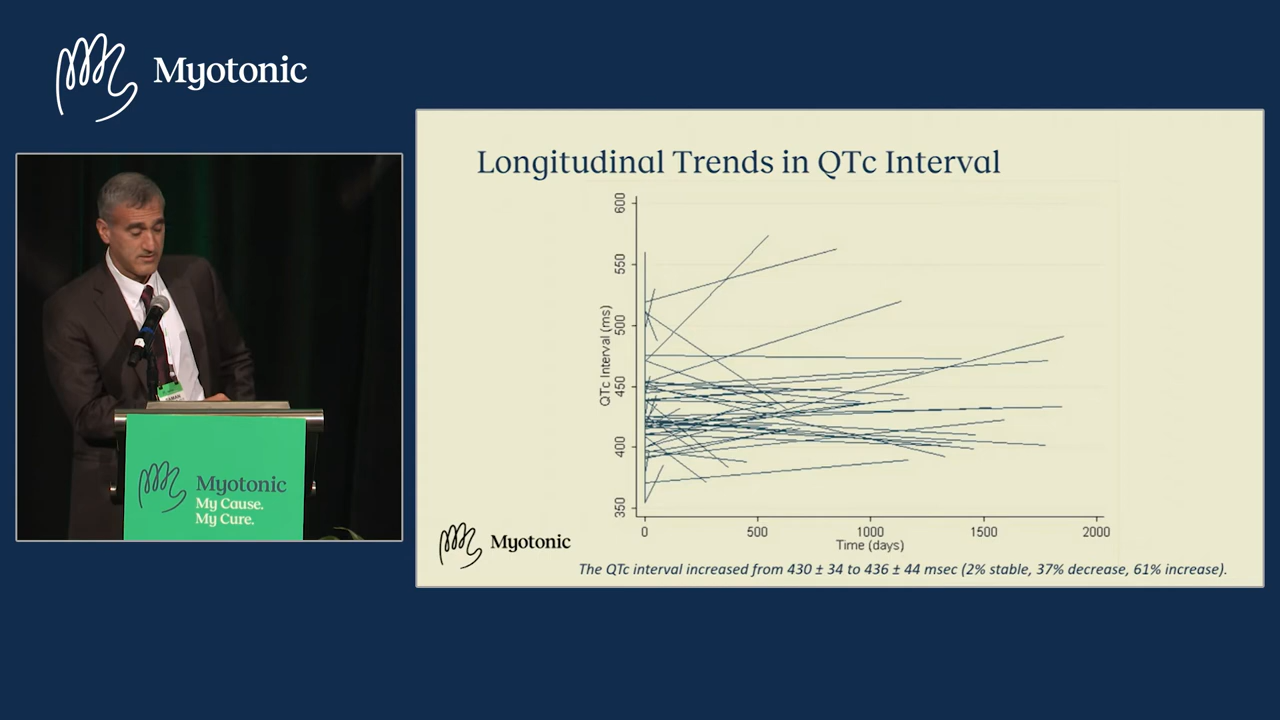 Myotonic
Longitudinal Trends in QTc Interval
600
550
500
450
400
350
QTc Interval (ms)
0
500
1000
1500
2000
Time (days)
Myotonic
The QTc interval increased from 430 ± 34 to 436 ± 44 msec (2% stable, 37% decrease, 61% increase).
Myotonic
My Cause.
My Cure.